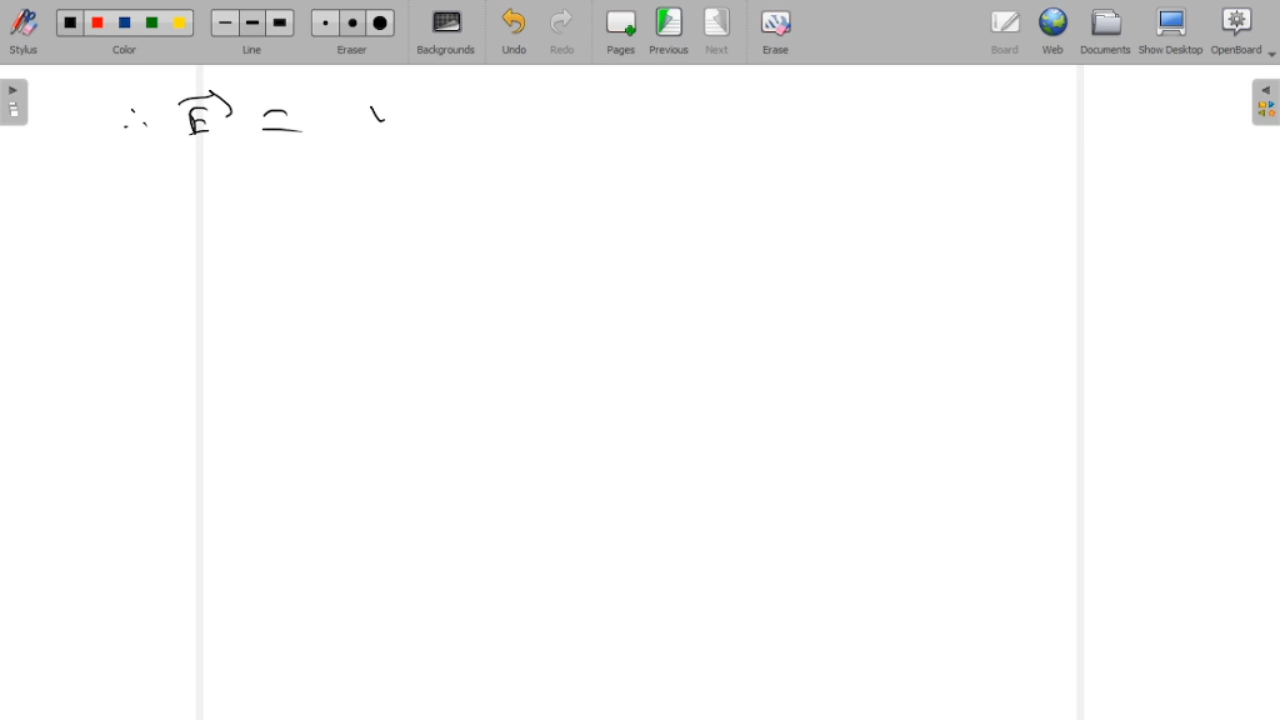 Stylus Color Line Eraser Backgrounds Undo Redo Pages Previous Next Erase Board Web Documents Show Desktop OpenBoard
∴ E⃗ =